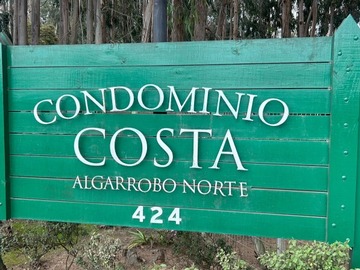 CONDOMINIO
COSTA
ALGARROBO NORTE
424